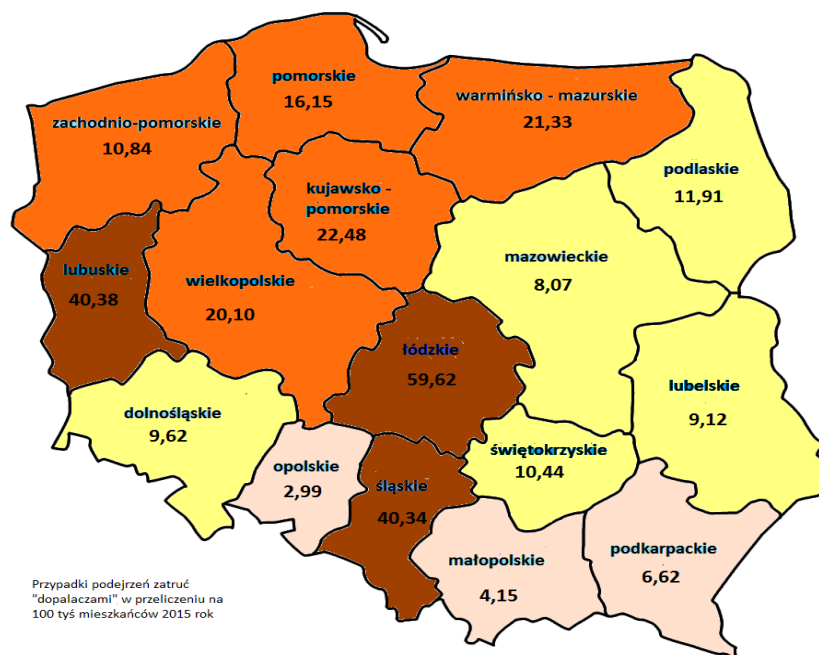 pomorskie
16,15
warmińsko - mazurskie
21,33
zachodnio-pomorskie
10,84
podlaskie
11,91
kujawsko -
pomorskie
22,48
mazowieckie
8,07
lubuskie
40,38
wielkopolskie
20,10
łódzkie
59,62
lubelskie
9,12
dolnośląskie
9,62
świętokrzyskie
10,44
opolskie
2,99
śląskie
40,34
małopolskie
4,15
podkarpackie
6,62
Przypadki podejrzeń zatruć
"dopalaczami" w przeliczeniu na
100 tyś mieszkańców 2015 rok